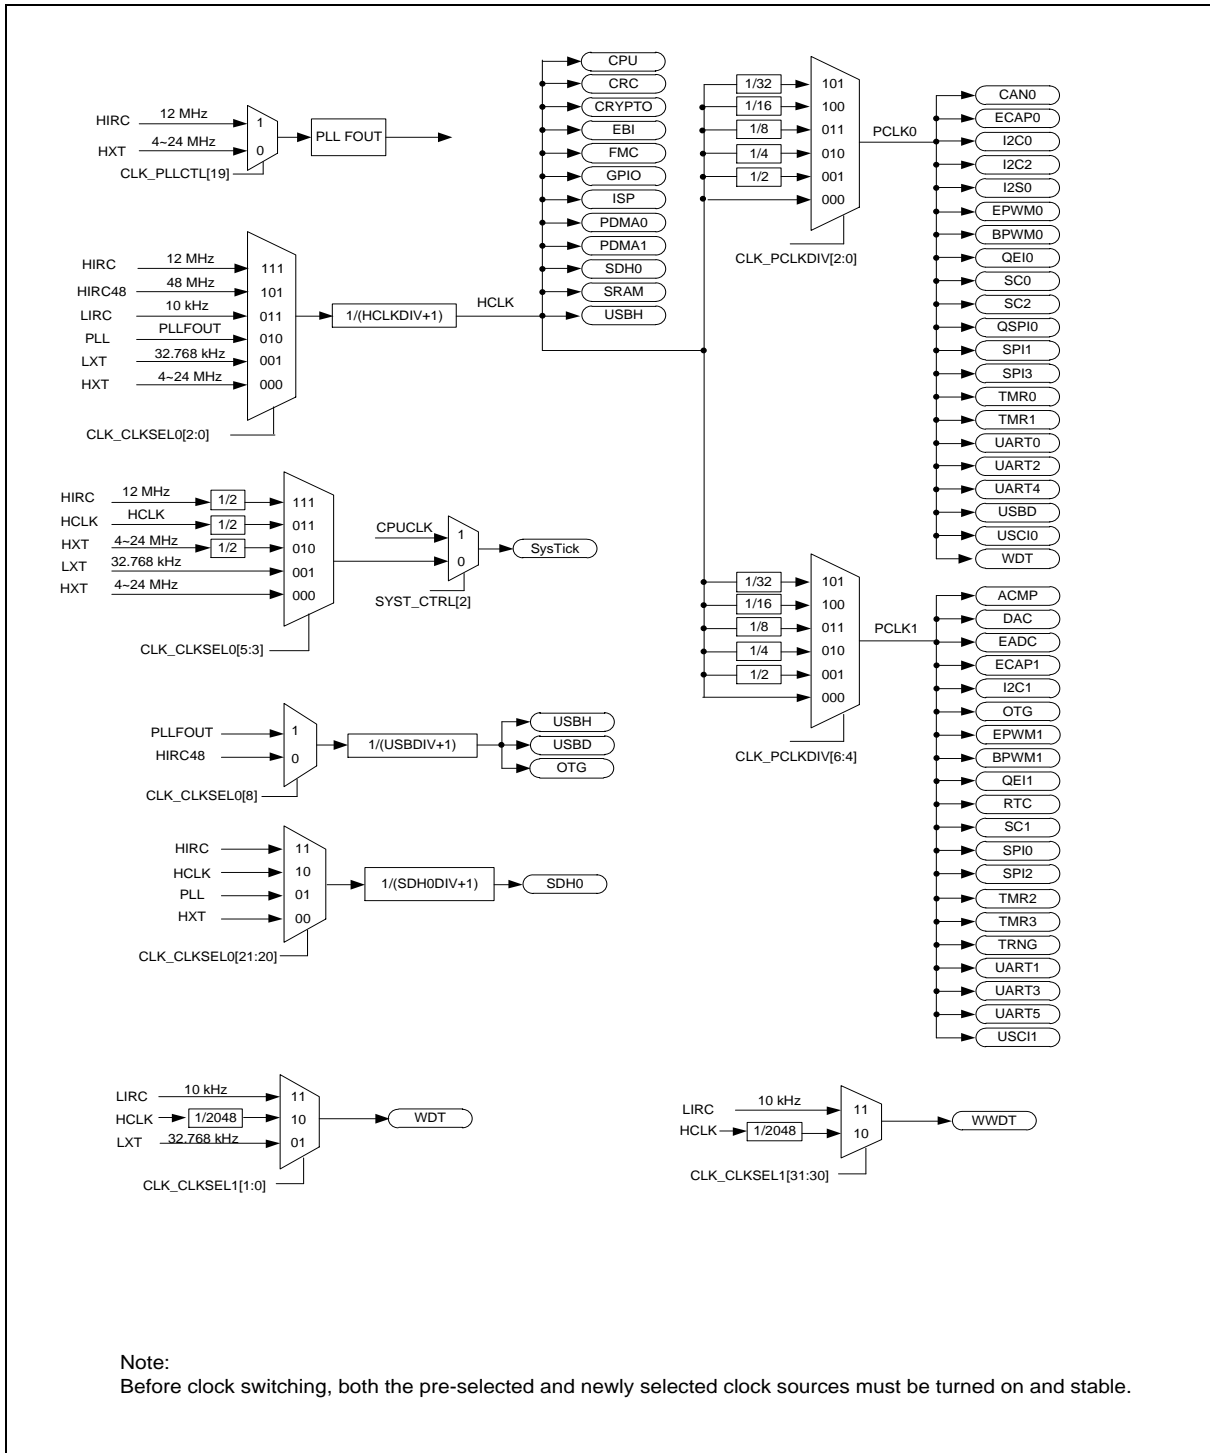 HIRC
12 MHz
HXT
4~24 MHz
1
0
PLL FOUT
CLK_PLLCTL[19]
HIRC
12 MHz
111
HIRC48
48 MHz
101
LIRC
10 kHz
011
PLL
PLLFOUT
010
LXT
32.768 kHz
001
HXT
4~24 MHz
000
CLK_CLKSEL0[2:0]
1/(HCLKDIV+1)
HCLK
CPU
CRC
CRYPTO
EBI
FMC
GPIO
ISP
PDMA0
PDMA1
SDH0
SRAM
USBH
1/32
101
1/16
100
1/8
011
1/4
010
1/2
001
000
CLK_PCLKDIV[2:0]
PCLK0
CAN0
ECAP0
I2C0
I2C2
I2S0
EPWM0
BPWM0
QEI0
SC0
SC2
QSPI0
SPI1
SPI3
TMR0
TMR1
UART0
UART2
UART4
USBD
USCI0
WDT
HIRC
12 MHz
1/2
111
HCLK
HCLK
1/2
011
HXT
4~24 MHz
1/2
010
LXT
32.768 kHz
001
HXT
4~24 MHz
000
CLK_CLKSEL0[5:3]
CPUCLK
1
0
SYST_CTRL[2]
SysTick
1/32
101
1/16
100
1/8
011
1/4
010
1/2
001
000
CLK_PCLKDIV[6:4]
PCLK1
ACMP
DAC
EADC
ECAP1
I2C1
OTG
EPWM1
BPWM1
QEI1
RTC
SC1
SPI0
SPI2
TMR2
TMR3
TRNG
UART1
UART3
UART5
USCI1
PLLFOUT
1
HIRC48
0
CLK_CLKSEL0[8]
1/(USBDIV+1)
USBH
USBD
OTG
HIRC
11
HCLK
10
PLL
01
HXT
00
CLK_CLKSEL0[21:20]
1/(SDH0DIV+1)
SDH0
LIRC
10 kHz
11
HCLK
1/2048
10
LXT
32.768 kHz
01
CLK_CLKSEL1[1:0]
WDT
LIRC
10 kHz
11
HCLK
1/2048
10
CLK_CLKSEL1[31:30]
WWDT
Note:
Before clock switching, both the pre-selected and newly selected clock sources must be turned on and stable.